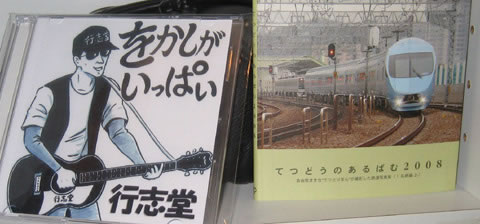 行志堂
をかしが
いっぱい
行志堂
行志堂
てつどうのあるばむ2008